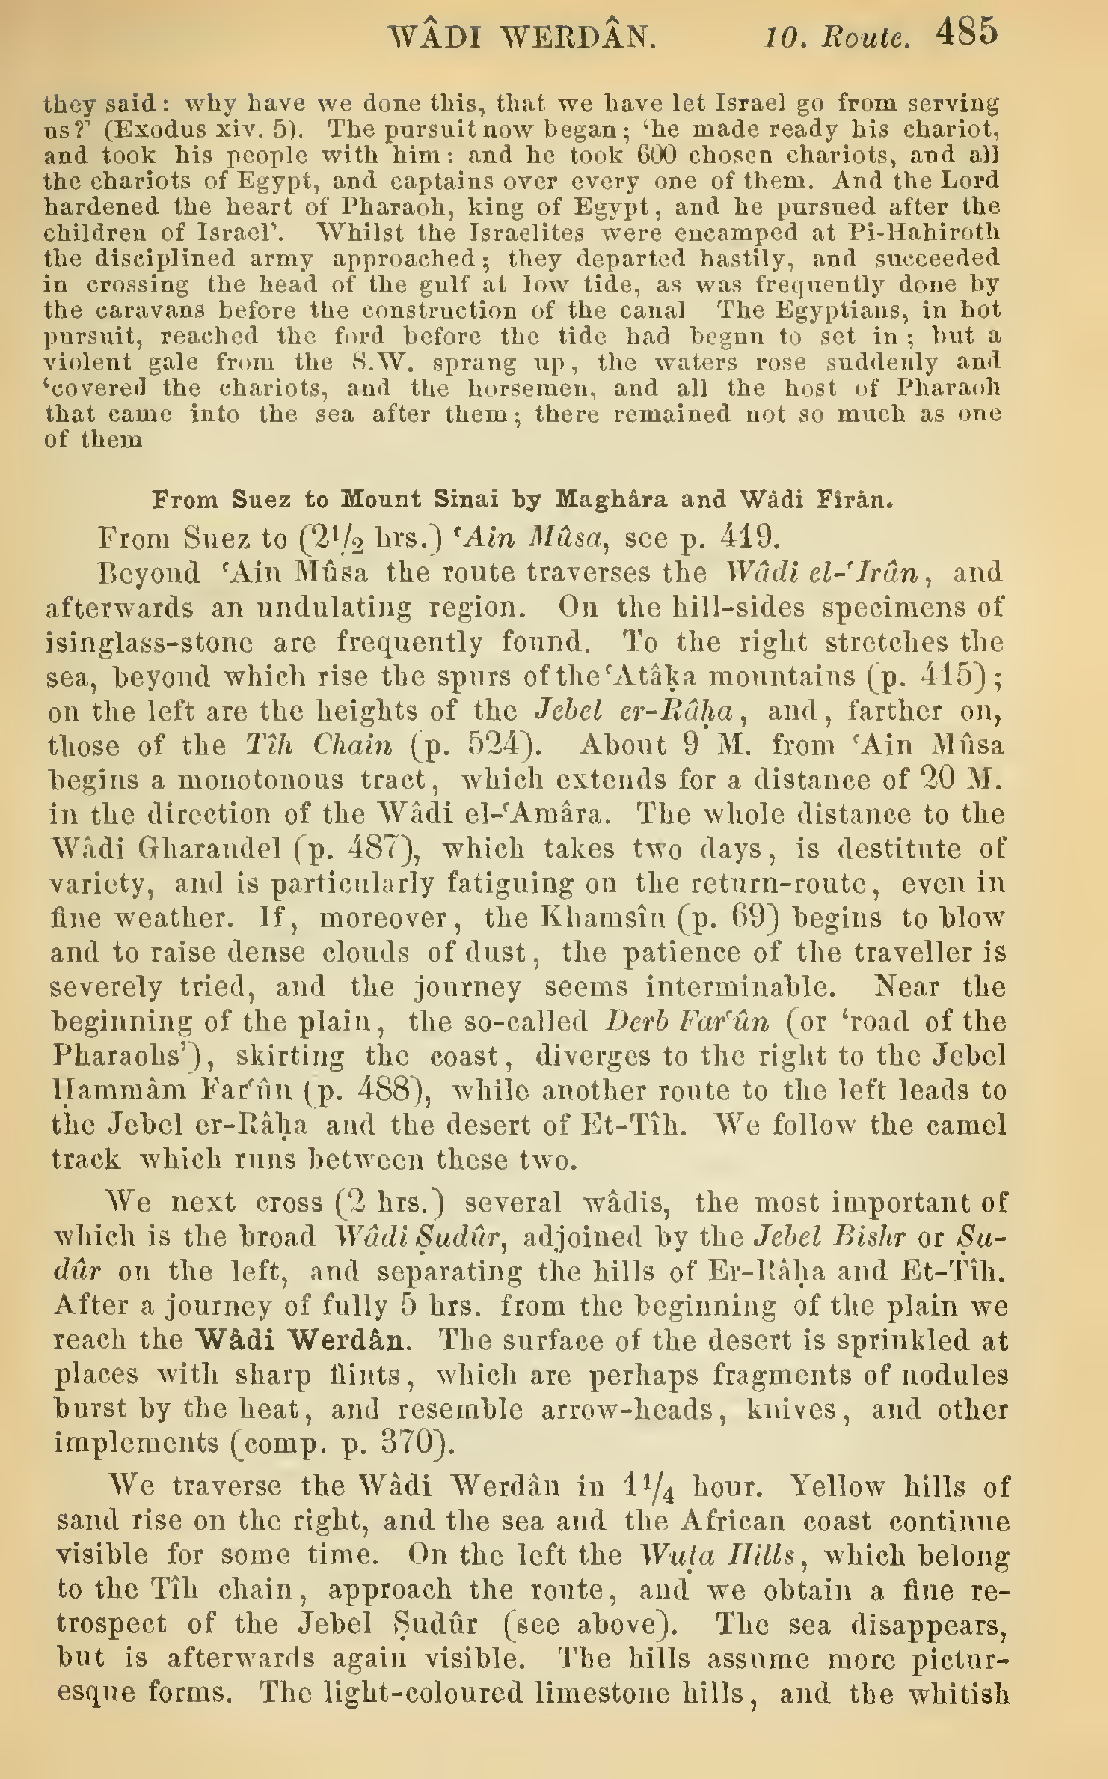 WÂDI WERDÂN. 10. Route. 485
they said: why have we done this, that we have let Israel go from serving
us?' (Exodus xiv. 5). The pursuit now began; 'he made ready his chariot,
and took his people with him: and he took 600 chosen chariots, and all
the chariots of Egypt, and captains over every one of them. And the Lord
hardened the heart of Pharaoh, king of Egypt, and he pursued after the
children of Israel'. Whilst the Israelites were encamped at Pi-Hahiroth
the disciplined army approached; they departed hastily, and succeeded
in crossing the head of the gulf at low tide, as was frequently done by
the caravans before the construction of the canal The Egyptians, in hot
pursuit, reached the ford before the tide had begun to set in; but a
violent gale from the S.W. sprang up, the waters rose suddenly and
'covered the chariots, and the horsemen, and all the host of Pharaoh
that came into the sea after them; there remained not so much as one
of them
From Suez to Mount Sinai by Maghâra and Wâdi Fîrân.
From Suez to (2½ hrs.) ʿAin Mûsa, see p. 419.
Beyond ʿAin Mûsa the route traverses the Wâdi el-ʿIrân, and
afterwards an undulating region. On the hill-sides specimens of
isinglass-stone are frequently found. To the right stretches the
sea, beyond which rise the spurs of the ʿAtâḳa mountains (p. 415);
on the left are the heights of the Jebel er-Râḥa, and, farther on,
those of the Tîh Chain (p. 524). About 9 M. from ʿAin Mûsa
begins a monotonous tract, which extends for a distance of 20 M.
in the direction of the Wâdi el-ʿAmâra. The whole distance to the
Wâdi Gharandel (p. 487), which takes two days, is destitute of
variety, and is particularly fatiguing on the return-route, even in
fine weather. If, moreover, the Khamsîn (p. 69) begins to blow
and to raise dense clouds of dust, the patience of the traveller is
severely tried, and the journey seems interminable. Near the
beginning of the plain, the so-called Derb Farʿûn (or 'road of the
Pharaohs'), skirting the coast, diverges to the right to the Jebel
Ḥammâm Farʿûn (p. 488), while another route to the left leads to
the Jebel er-Râḥa and the desert of Et-Tîh. We follow the camel
track which runs between these two.
We next cross (2 hrs.) several wâdis, the most important of
which is the broad Wâdi Ṣudûr, adjoined by the Jebel Bishr or Ṣu-
dûr on the left, and separating the hills of Er-Râḥa and Et-Tîh.
After a journey of fully 5 hrs. from the beginning of the plain we
reach the Wâdi Werdân. The surface of the desert is sprinkled at
places with sharp flints, which are perhaps fragments of nodules
burst by the heat, and resemble arrow-heads, knives, and other
implements (comp. p. 370).
We traverse the Wâdi Werdân in 1¼ hour. Yellow hills of
sand rise on the right, and the sea and the African coast continue
visible for some time. On the left the Wuṭa Hills, which belong
to the Tîh chain, approach the route, and we obtain a fine re-
trospect of the Jebel Ṣudûr (see above). The sea disappears,
but is afterwards again visible. The hills assume more pictur-
esque forms. The light-coloured limestone hills, and the whitish